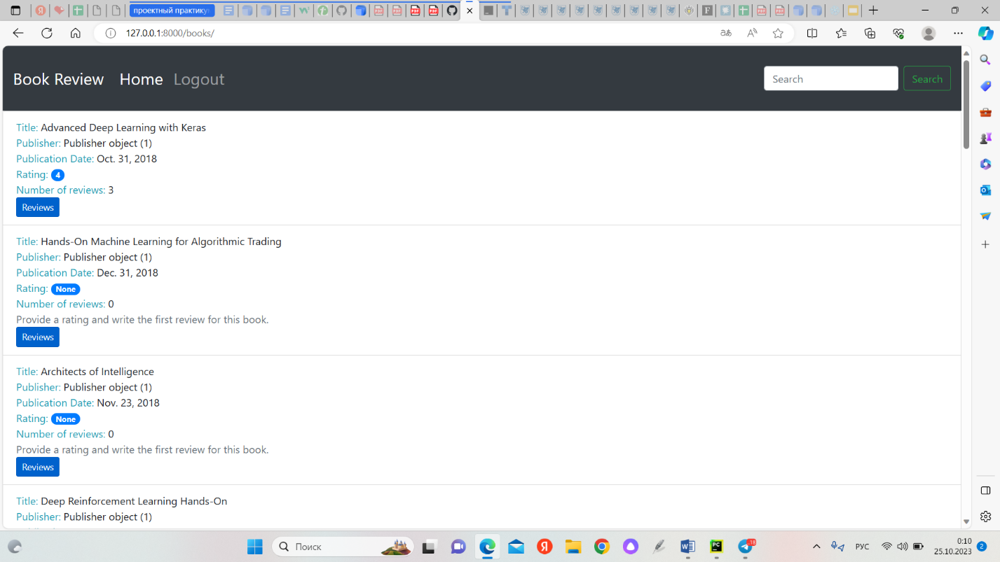 проектный практику
127.0.0.1:8000/books/
Book Review Home Logout Search Search
Title: Advanced Deep Learning with Keras
Publisher: Publisher object (1)
Publication Date: Oct. 31, 2018
Rating: 4
Number of reviews: 3
Reviews
Title: Hands-On Machine Learning for Algorithmic Trading
Publisher: Publisher object (1)
Publication Date: Dec. 31, 2018
Rating: None
Number of reviews: 0
Provide a rating and write the first review for this book.
Reviews
Title: Architects of Intelligence
Publisher: Publisher object (1)
Publication Date: Nov. 23, 2018
Rating: None
Number of reviews: 0
Provide a rating and write the first review for this book.
Reviews
Title: Deep Reinforcement Learning Hands-On
Publisher: Publisher object (1)
Поиск
РУС
0:10
25.10.2023
2